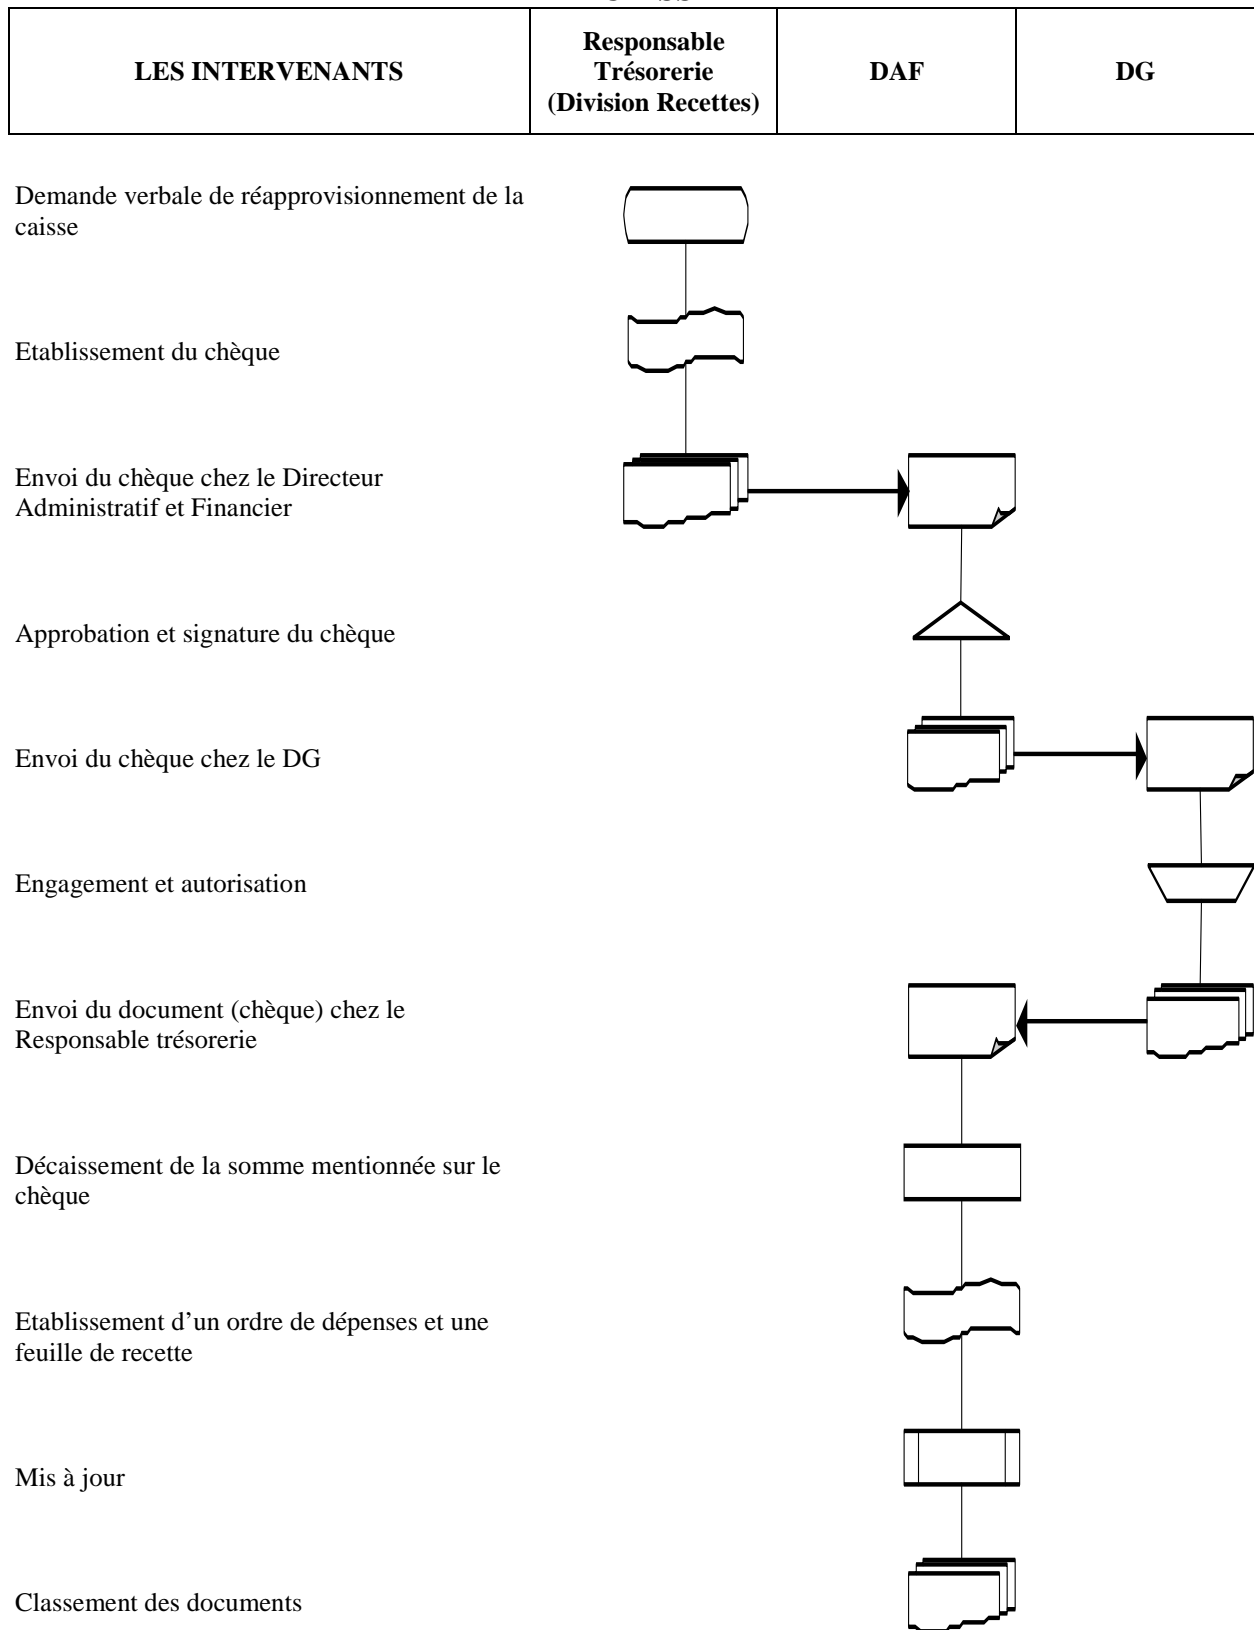 LES INTERVENANTS
Responsable
Trésorerie
(Division Recettes)
DAF
DG
Demande verbale de réapprovisionnement de la
caisse
Etablissement du chèque
Envoi du chèque chez le Directeur
Administratif et Financier
Approbation et signature du chèque
Envoi du chèque chez le DG
Engagement et autorisation
Envoi du document (chèque) chez le
Responsable trésorerie
Décaissement de la somme mentionnée sur le
chèque
Etablissement d’un ordre de dépenses et une
feuille de recette
Mis à jour
Classement des documents